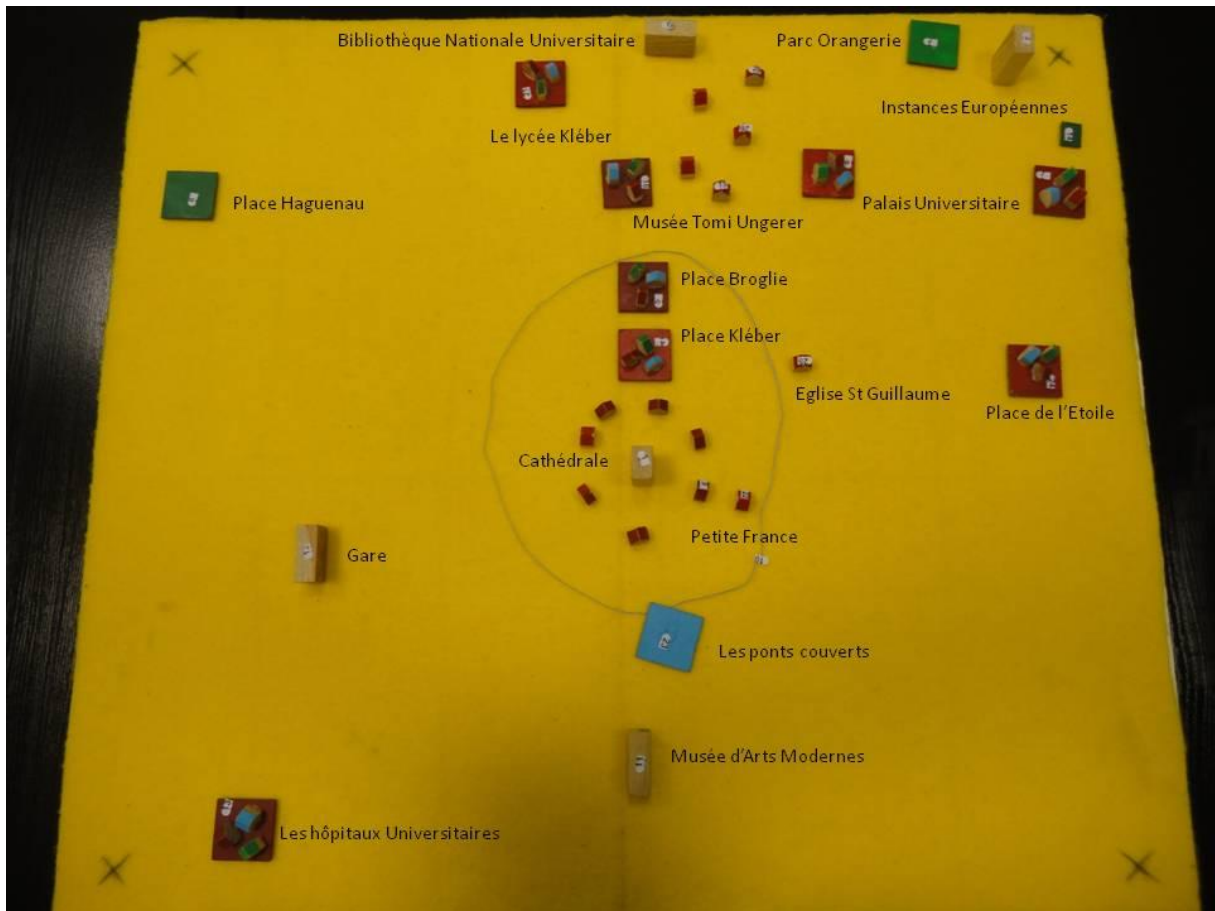 Bibliothèque Nationale Universitaire
Parc Orangerie
Instances Européennes
Le lycée Kléber
Place Haguenau
Palais Universitaire
Musée Tomi Ungerer
Place Broglie
Place Kléber
Eglise St Guillaume
Place de l'Etoile
Cathédrale
Petite France
Gare
Les ponts couverts
Musée d'Arts Modernes
Les hôpitaux Universitaires